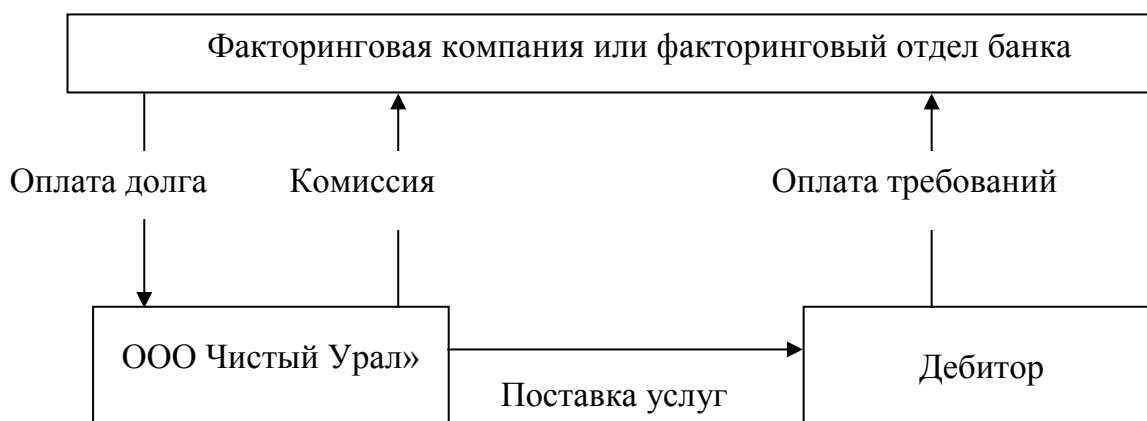 Факторинговая компания или факторинговый отдел банка
Оплата долга
Комиссия
Оплата требований
ООО Чистый Урал»
Дебитор
Поставка услуг